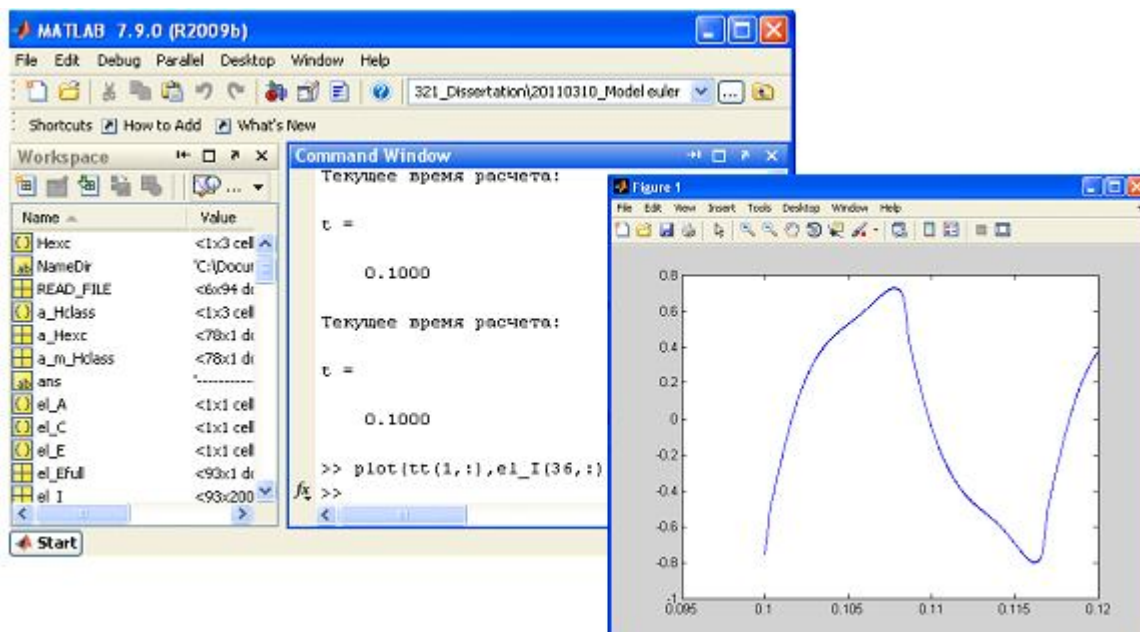 MATLAB 7.9.0 (R2009b)
File Edit Debug Parallel Desktop Window Help
321_Dissertation\20110310_Model euler
Shortcuts How to Add What's New
Workspace
Name Value
Hexc <1x3 cell
NameDir 'C:\Docur
READ_FILE <6x94 do
a_Hclass <1x3 cell
a_Hexc <78x1 do
a_m_Hclass <78x1 do
ans '-----------
el_A <1x1 cell
el_C <1x1 cell
el_E <1x1 cell
el_Efull <93x1 do
el_I <93x200
Start
Command Window
Текущее время расчета:
t =
0.1000
Текущее время расчета:
t =
0.1000
>> plot(tt(1,:),el_I(36,:)
fx >>
Figure 1
File Edit View Insert Tools Desktop Window Help
0.8
0.6
0.4
0.2
0
-0.2
-0.4
-0.6
-0.8
-1
0.095 0.1 0.105 0.11 0.115 0.12